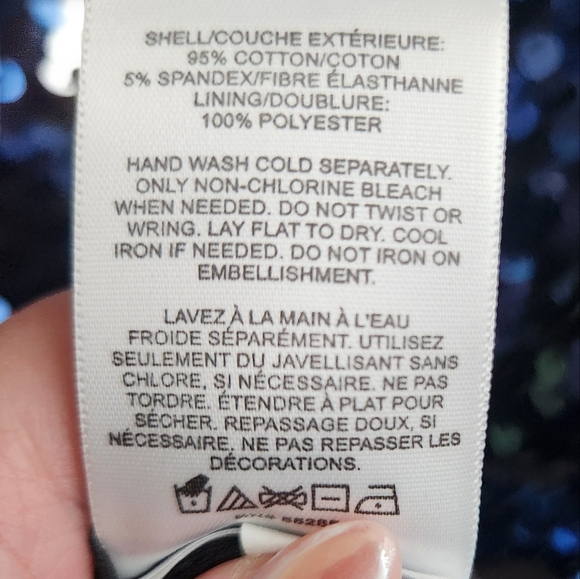 SHELL/COUCHE EXTÉRIEURE:
95% COTTON/COTON
5% SPANDEX/FIBRE ÉLASTHANNE
LINING/DOUBLURE:
100% POLYESTER
HAND WASH COLD SEPARATELY.
ONLY NON-CHLORINE BLEACH
WHEN NEEDED. DO NOT TWIST OR
WRING. LAY FLAT TO DRY. COOL
IRON IF NEEDED. DO NOT IRON ON
EMBELLISHMENT.
LAVEZ À LA MAIN À L'EAU
FROIDE SÉPARÉMENT. UTILISEZ
SEULEMENT DU JAVELLISANT SANS
CHLORE, SI NÉCESSAIRE. NE PAS
TORDRE. ÉTENDRE À PLAT POUR
SÉCHER. REPASSAGE DOUX, SI
NÉCESSAIRE. NE PAS REPASSER LES
DÉCORATIONS.